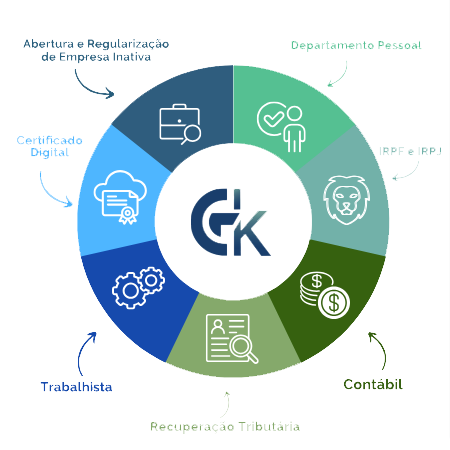 Abertura e Regularização
de Empresa Inativa
Departamento Pessoal
Certificado
Digital
IRPF e IRPJ
GK
Trabalhista
Contábil
Recuperação Tributária